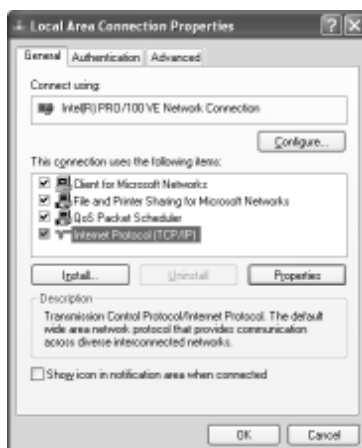 Local Area Connection Properties
General Authentication Advanced
Connect using:
Intel(R) PRO/100 VE Network Connection
Configure...
This connection uses the following items:
Client for Microsoft Networks
File and Printer Sharing for Microsoft Networks
QoS Packet Scheduler
Internet Protocol (TCP/IP)
Install... Uninstall Properties
Description
Transmission Control Protocol/Internet Protocol. The default
wide area network protocol that provides communication
across diverse interconnected networks.
Show icon in notification area when connected
OK Cancel